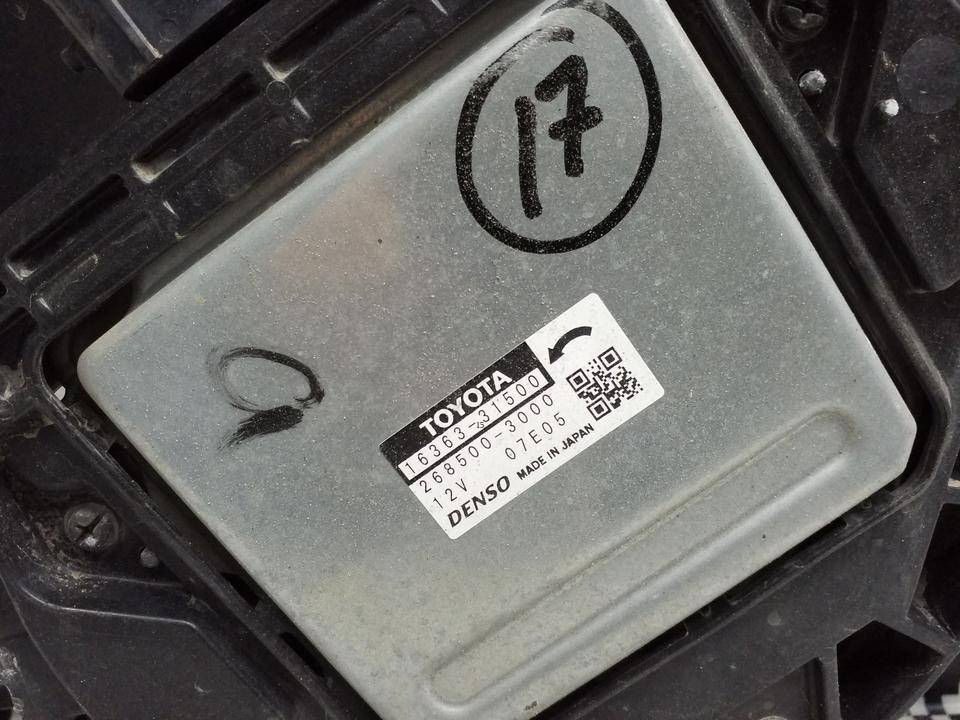 17
TOYOTA
16363-31500
268500-3000
12V 07E05
DENSO MADE IN JAPAN